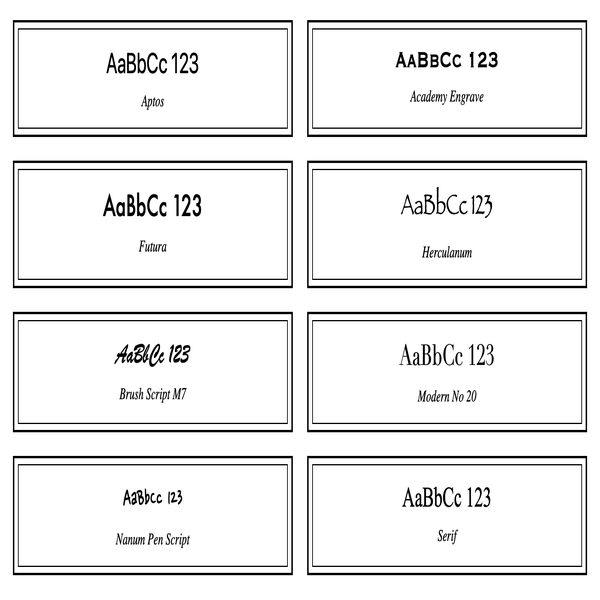 AaBbCc 123
Aptos
AaBbCc 123
Academy Engrave
AaBbCc 123
Futura
AaBbCc 123
Herculanum
AaBbCc 123
Brush Script M7
AaBbCc 123
Modern No 20
AaBbcc 123
Nanum Pen Script
AaBbCc 123
Serif